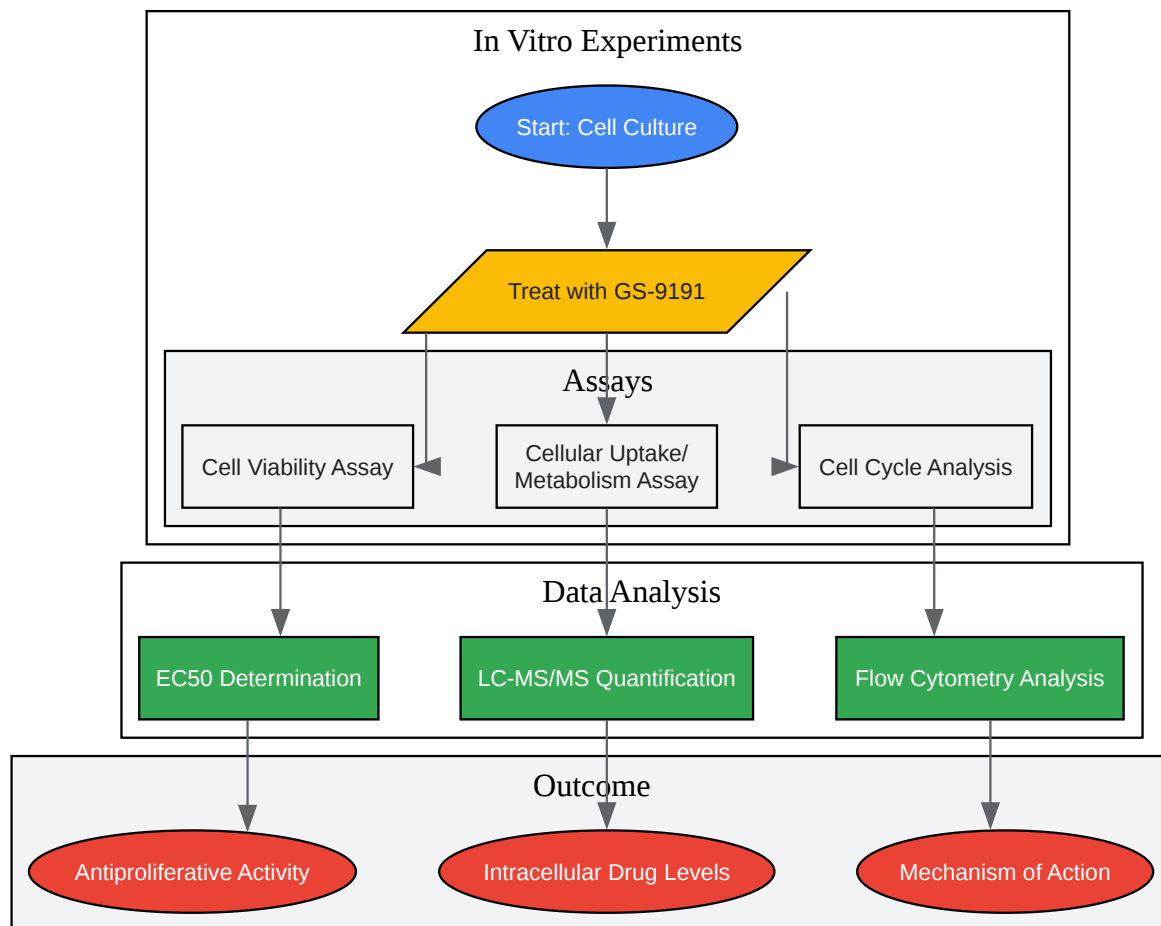 In Vitro Experiments
Start: Cell Culture
Treat with GS-9191
Assays
Cell Viability Assay
Cellular Uptake/
Metabolism Assay
Cell Cycle Analysis
Data Analysis
EC50 Determination
LC-MS/MS Quantification
Flow Cytometry Analysis
Outcome
Antiproliferative Activity
Intracellular Drug Levels
Mechanism of Action